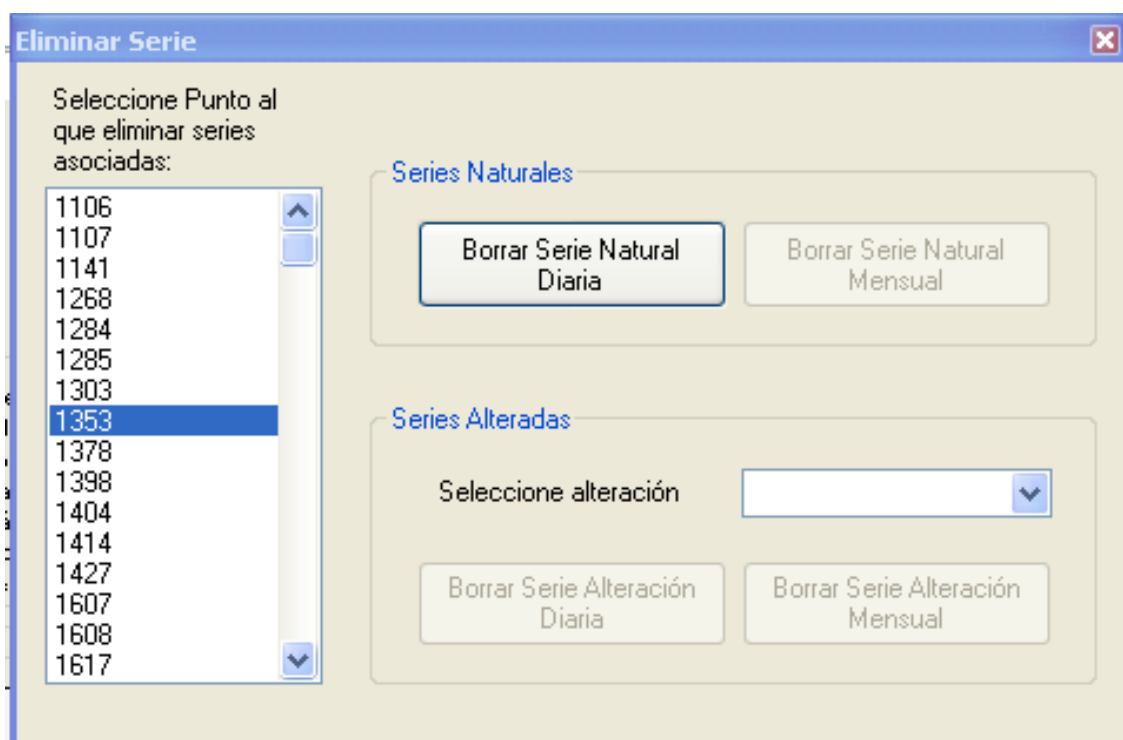 Eliminar Serie
Seleccione Punto al
que eliminar series
asociadas:
1106
1107
1141
1268
1284
1285
1303
1353
1378
1398
1404
1414
1427
1607
1608
1617
Series Naturales
Borrar Serie Natural
Diaria
Borrar Serie Natural
Mensual
Series Alteradas
Seleccione alteración
Borrar Serie Alteración
Diaria
Borrar Serie Alteración
Mensual